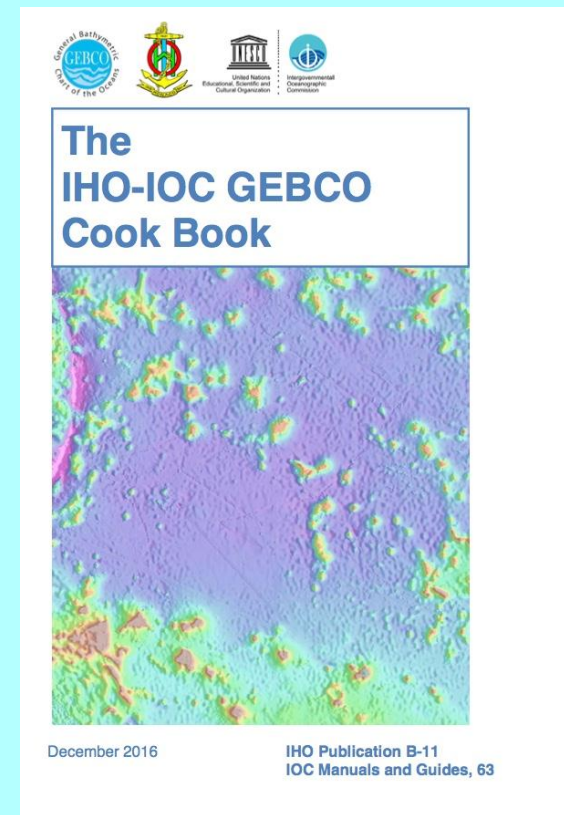 General Bathymetric
GEBCO
Chart of the Oceans
UNESCO
United Nations
Educational, Scientific and
Cultural Organization
Intergovernmental
Oceanographic
Commission
The
IHO-IOC GEBCO
Cook Book
December 2016
IHO Publication B-11
IOC Manuals and Guides, 63